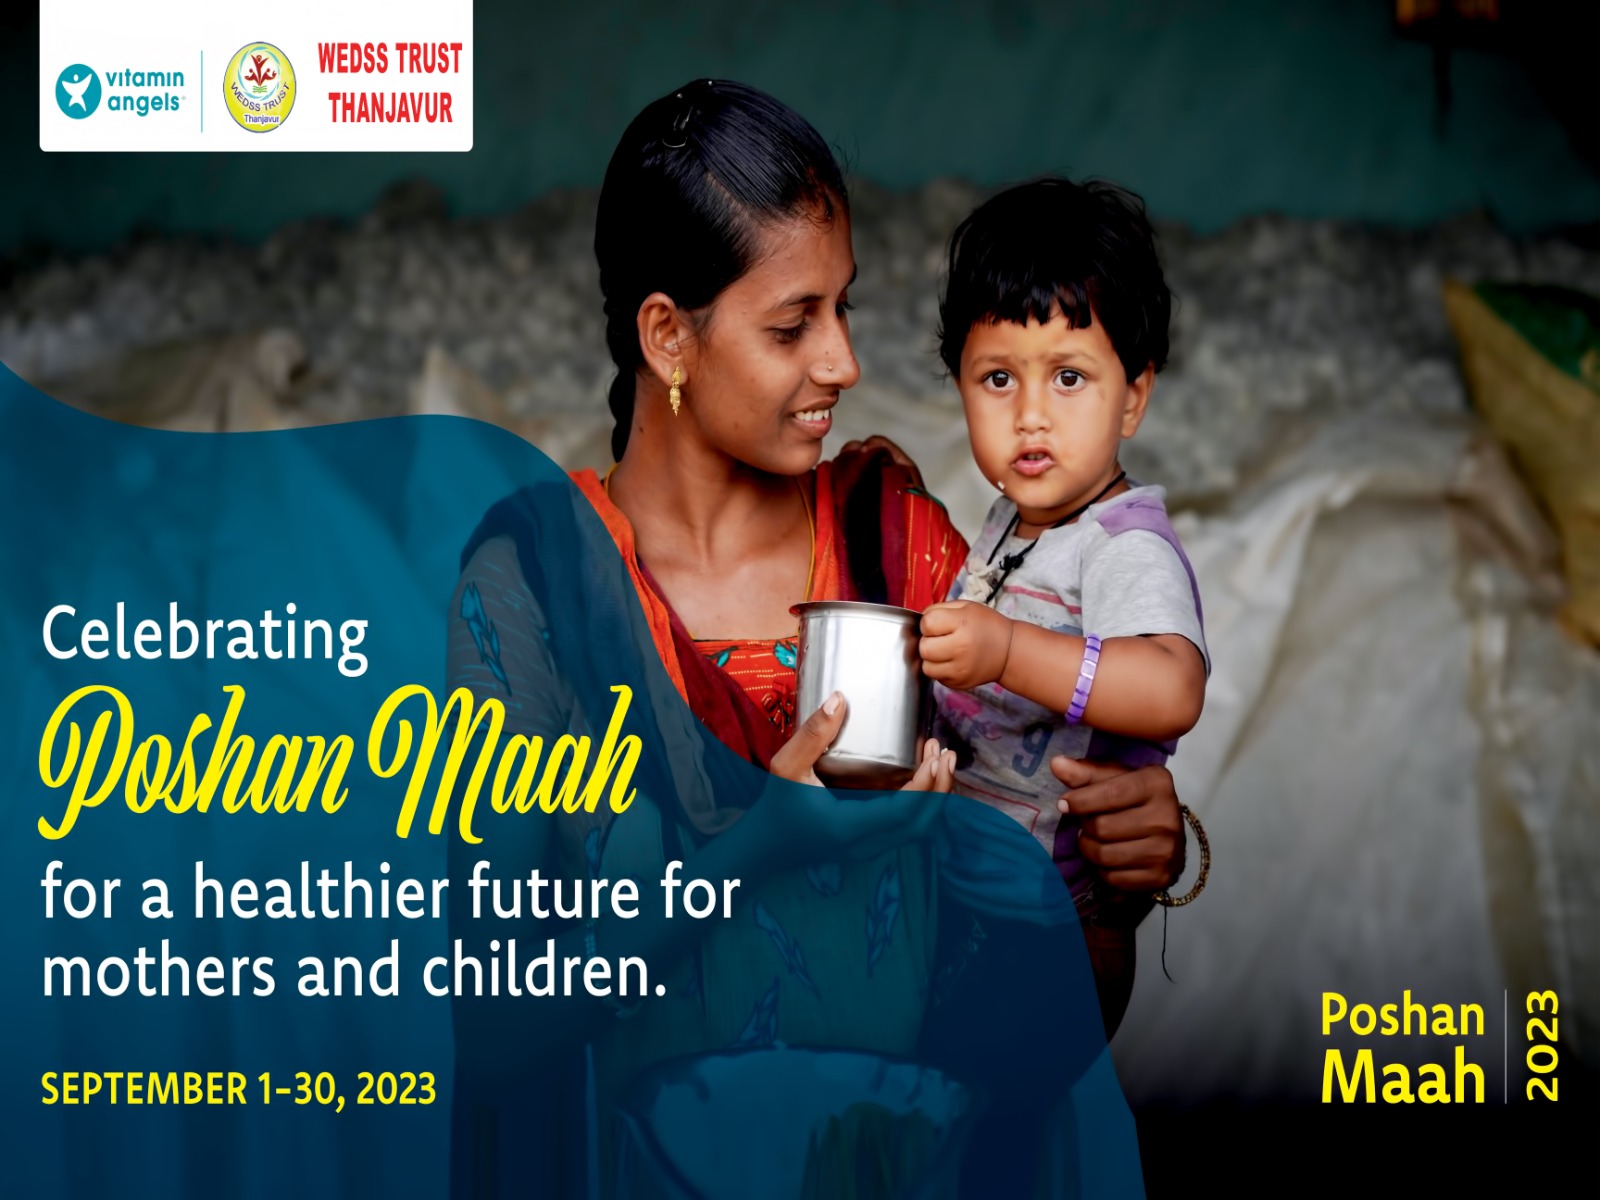 vitamin
angels
WEDSS TRUST
Thanjavur
WEDSS TRUST
THANJAVUR
Celebrating
Poshan Maah
for a healthier future for
mothers and children.
SEPTEMBER 1-30, 2023
Poshan
Maah
2023
9